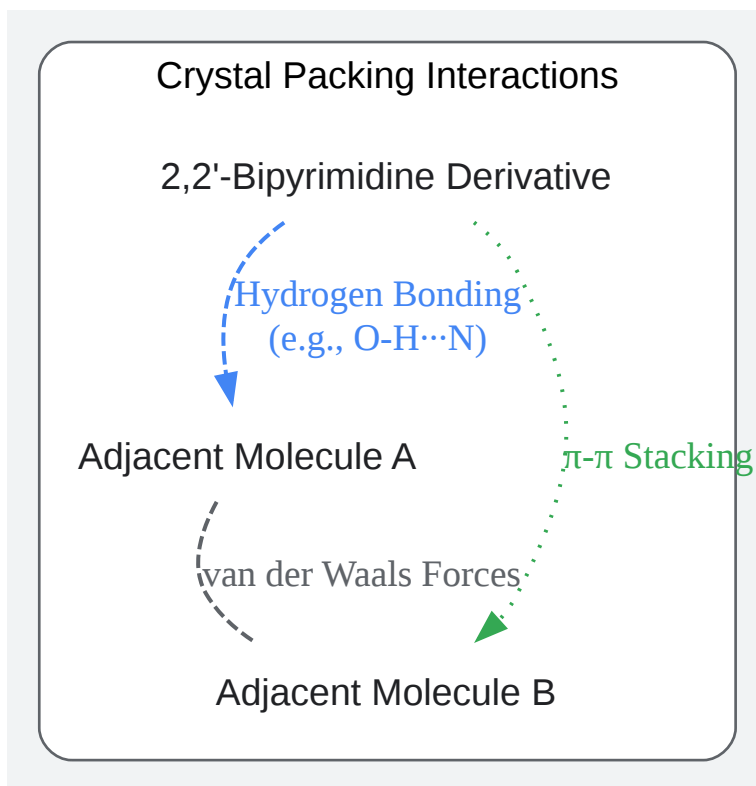 Crystal Packing Interactions
2,2'-Bipyrimidine Derivative
Hydrogen Bonding
(e.g., O-H···N)
Adjacent Molecule A
π-π Stacking
van der Waals Forces
Adjacent Molecule B